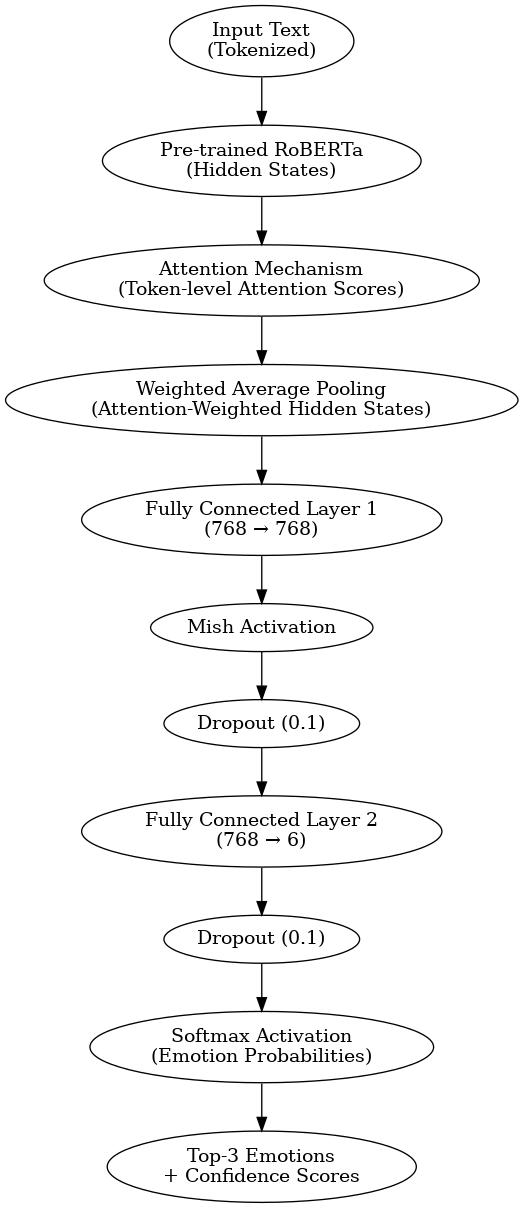 Input Text
(Tokenized)
Pre-trained RoBERTa
(Hidden States)
Attention Mechanism
(Token-level Attention Scores)
Weighted Average Pooling
(Attention-Weighted Hidden States)
Fully Connected Layer 1
(768 → 768)
Mish Activation
Dropout (0.1)
Fully Connected Layer 2
(768 → 6)
Dropout (0.1)
Softmax Activation
(Emotion Probabilities)
Top-3 Emotions
+ Confidence Scores